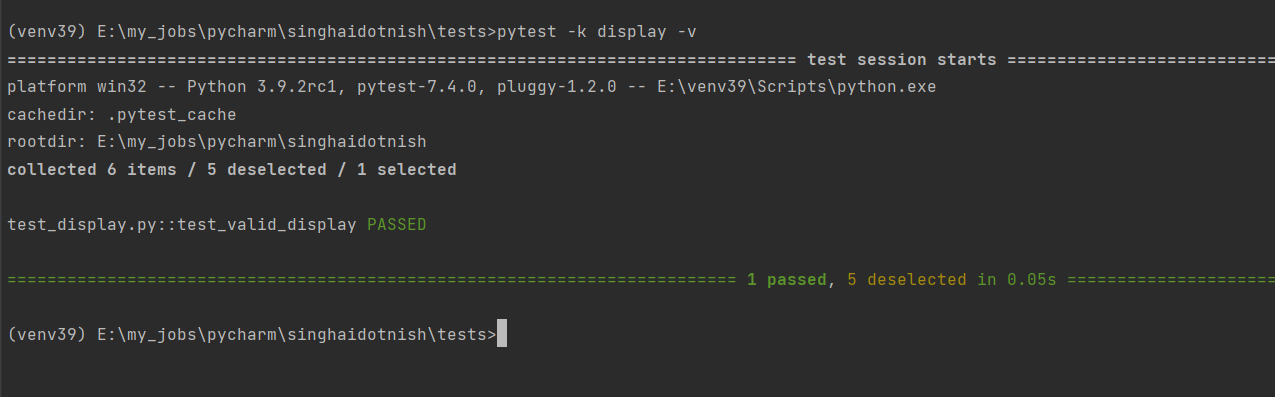 (venv39) E:\my_jobs\pycharm\singhaidotnish\tests>pytest -k display -v
=============================================================================== test session starts ===========================
platform win32 -- Python 3.9.2rc1, pytest-7.4.0, pluggy-1.2.0 -- E:\venv39\Scripts\python.exe
cachedir: .pytest_cache
rootdir: E:\my_jobs\pycharm\singhaidotnish
collected 6 items / 5 deselected / 1 selected
test_display.py::test_valid_display PASSED
========================================================================= 1 passed, 5 deselected in 0.05s =====================
(venv39) E:\my_jobs\pycharm\singhaidotnish\tests>